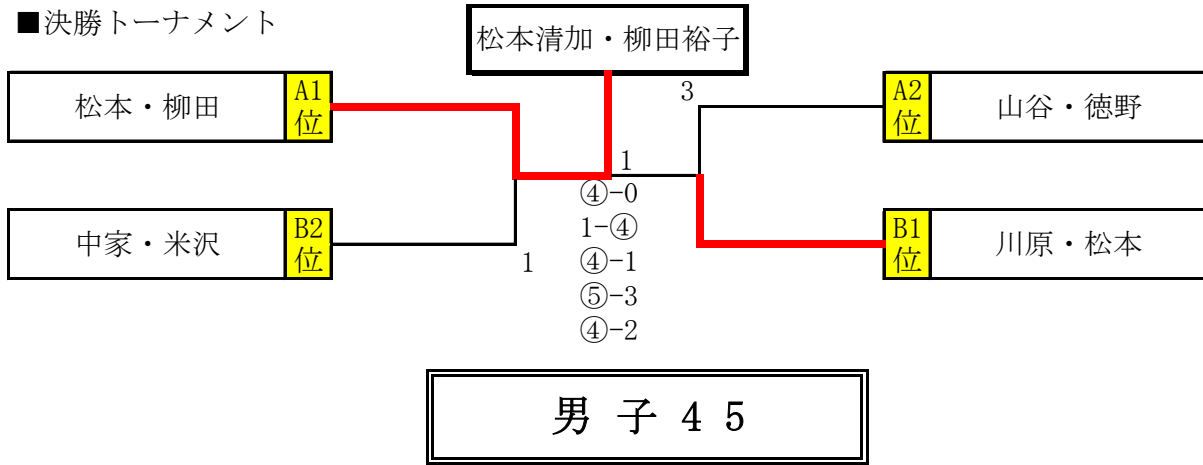 ■決勝トーナメント
松本清加・柳田裕子
松本・柳田
A1
位
3
A2
位
山谷・徳野
1
④-0
1-④
④-1
⑤-3
④-2
中家・米沢
B2
位
1
B1
位
川原・松本
男子45